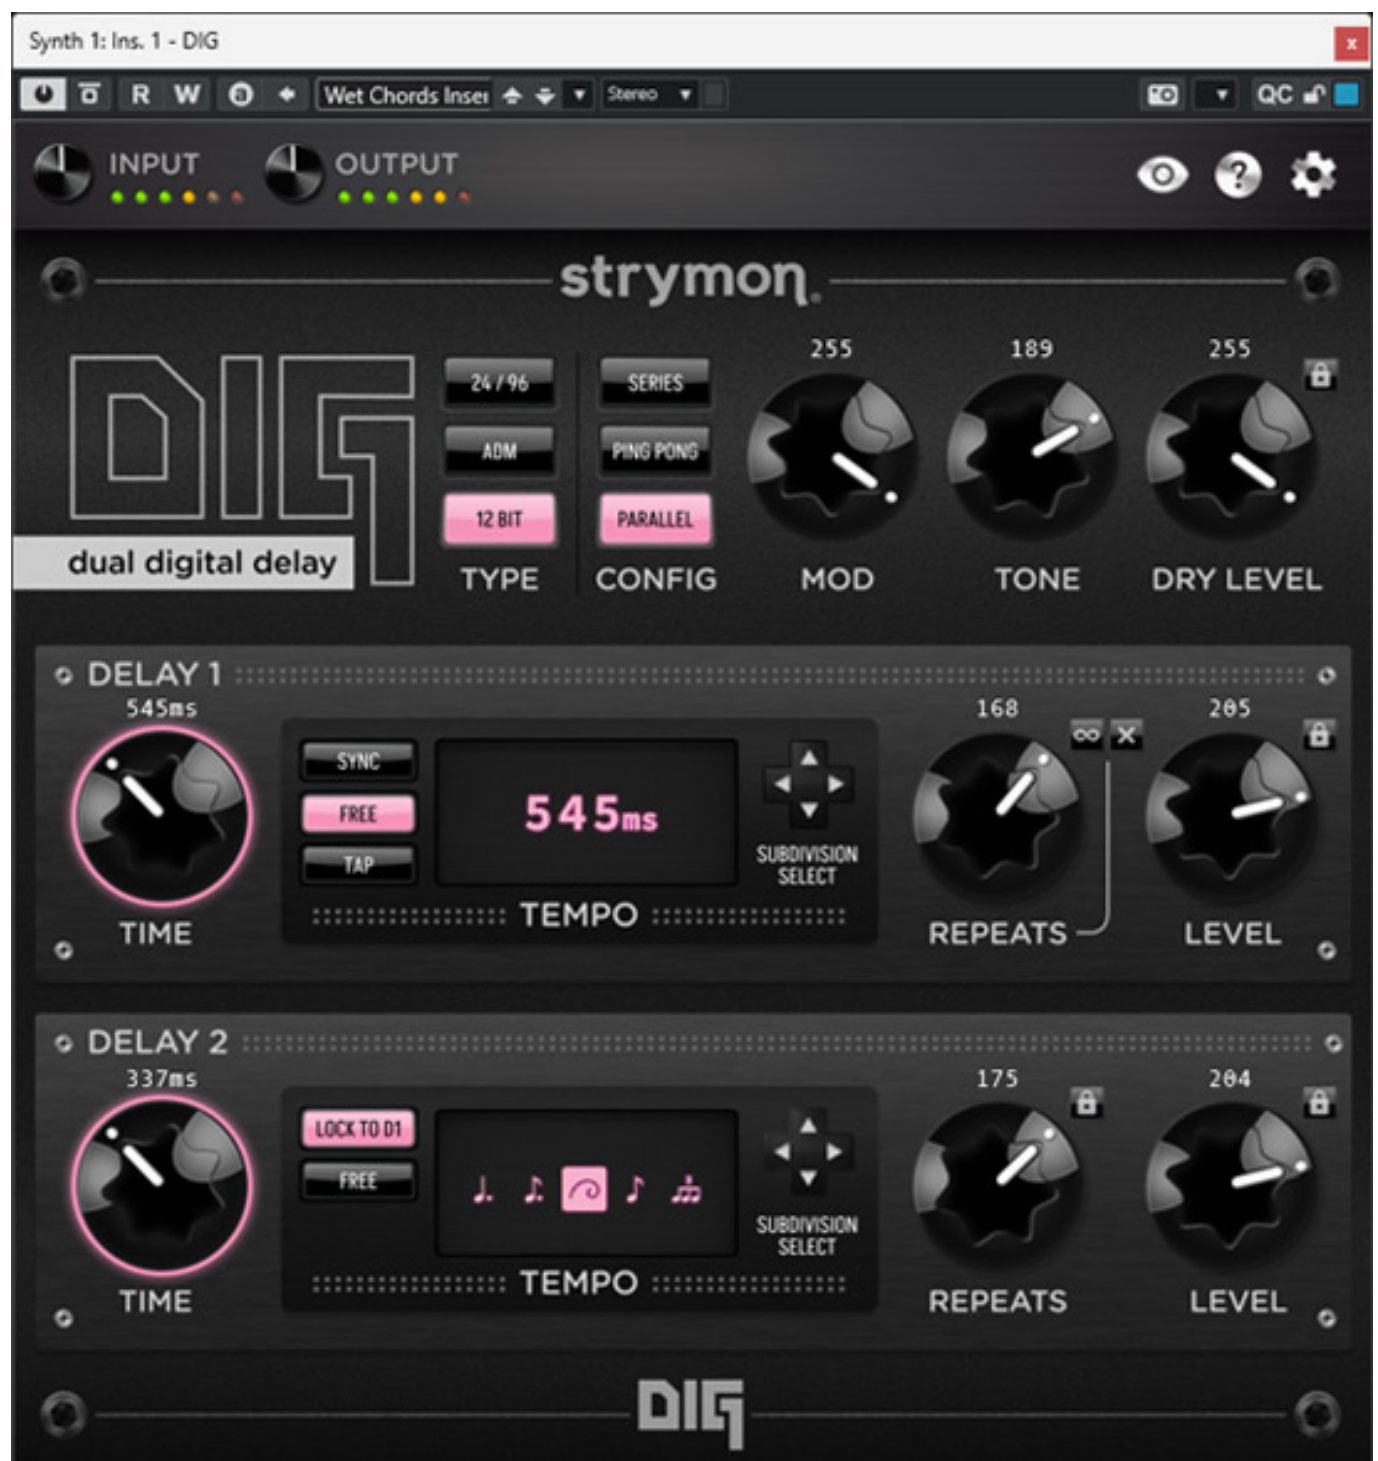 Synth 1: Ins. 1 - DIG
x
R W a Wet Chords Inser Stereo QC
INPUT OUTPUT ?
strymon.
DIG
dual digital delay
24 / 96
ADM
12 BIT
TYPE
SERIES
PING PONG
PARALLEL
CONFIG
255
MOD
189
TONE
255
DRY LEVEL
DELAY 1
545ms
TIME
SYNC
FREE
TAP
545ms
TEMPO
SUBDIVISION
SELECT
168
∞ X
REPEATS
205
LEVEL
DELAY 2
337ms
TIME
LOCK TO D1
FREE
TEMPO
SUBDIVISION
SELECT
175
REPEATS
204
LEVEL
DIG